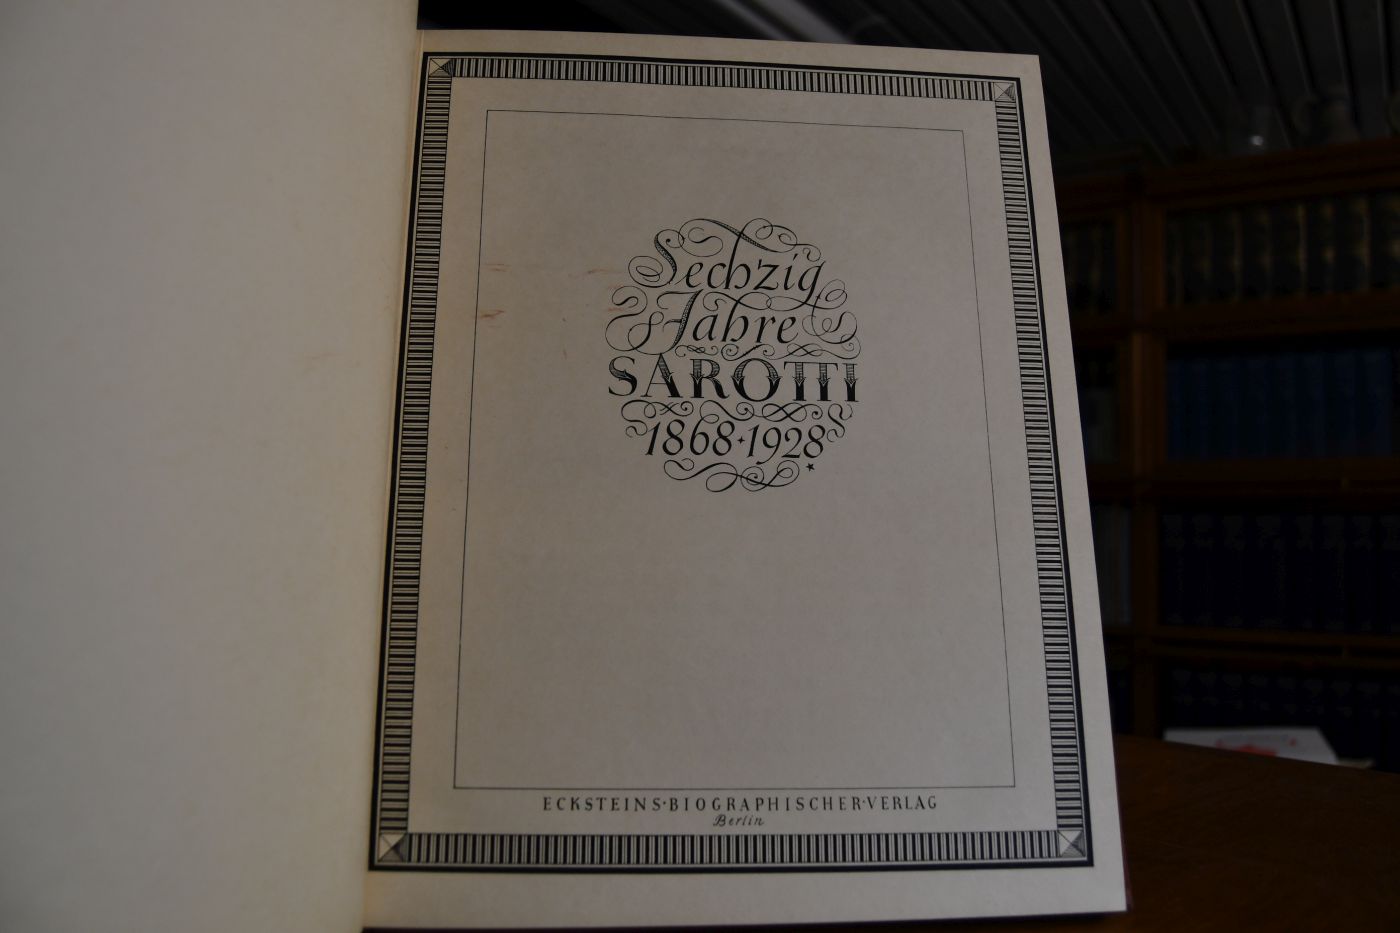 Sechzig
Jahre
SAROTTI
1868·1928
ECKSTEINS·BIOGRAPHISCHER·VERLAG
Berlin